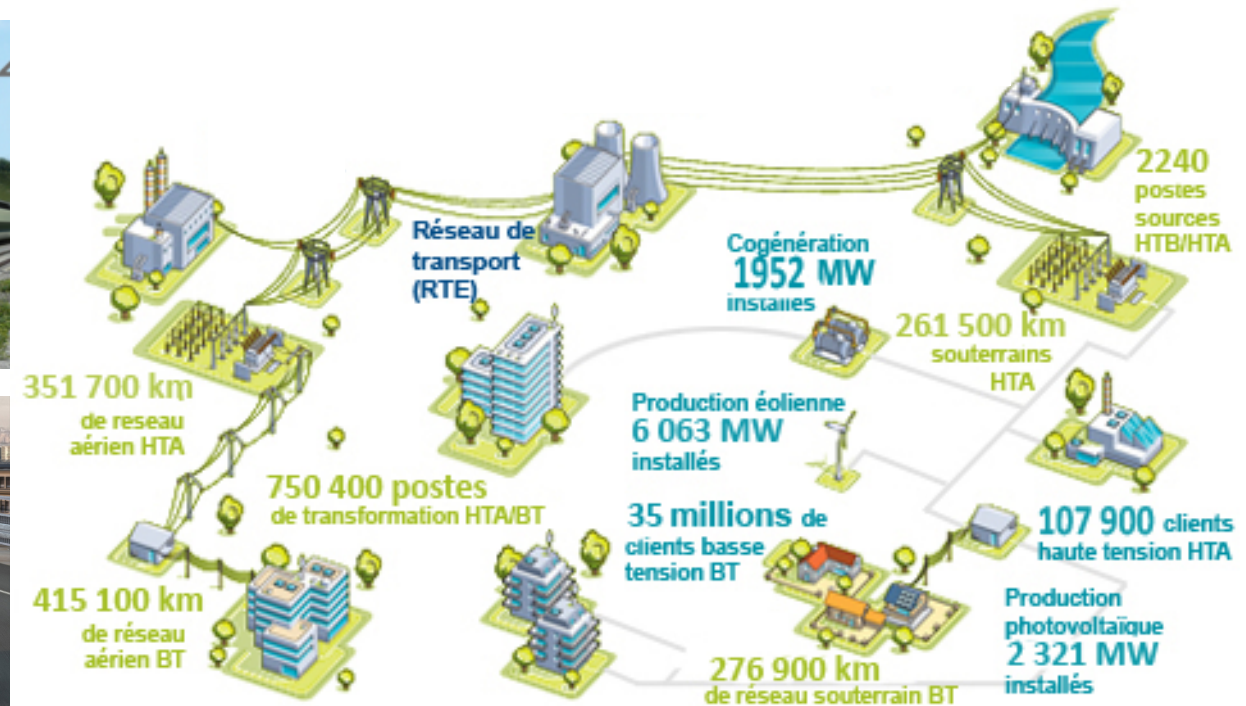 2240
postes
sources
HTB/HTA
Réseau de
transport
(RTE)
Cogénération
1952 MW
installés
261 500 km
souterrains
HTA
351 700 km
de reseau
aérien HTA
Production éolienne
6 063 MW
installés
750 400 postes
de transformation HTA/BT
35 millions de
clients basse
tension BT
107 900 clients
haute tension HTA
415 100 km
de réseau
aérien BT
Production
photovoltaïque
2 321 MW
installés
276 900 km
de réseau souterrain BT